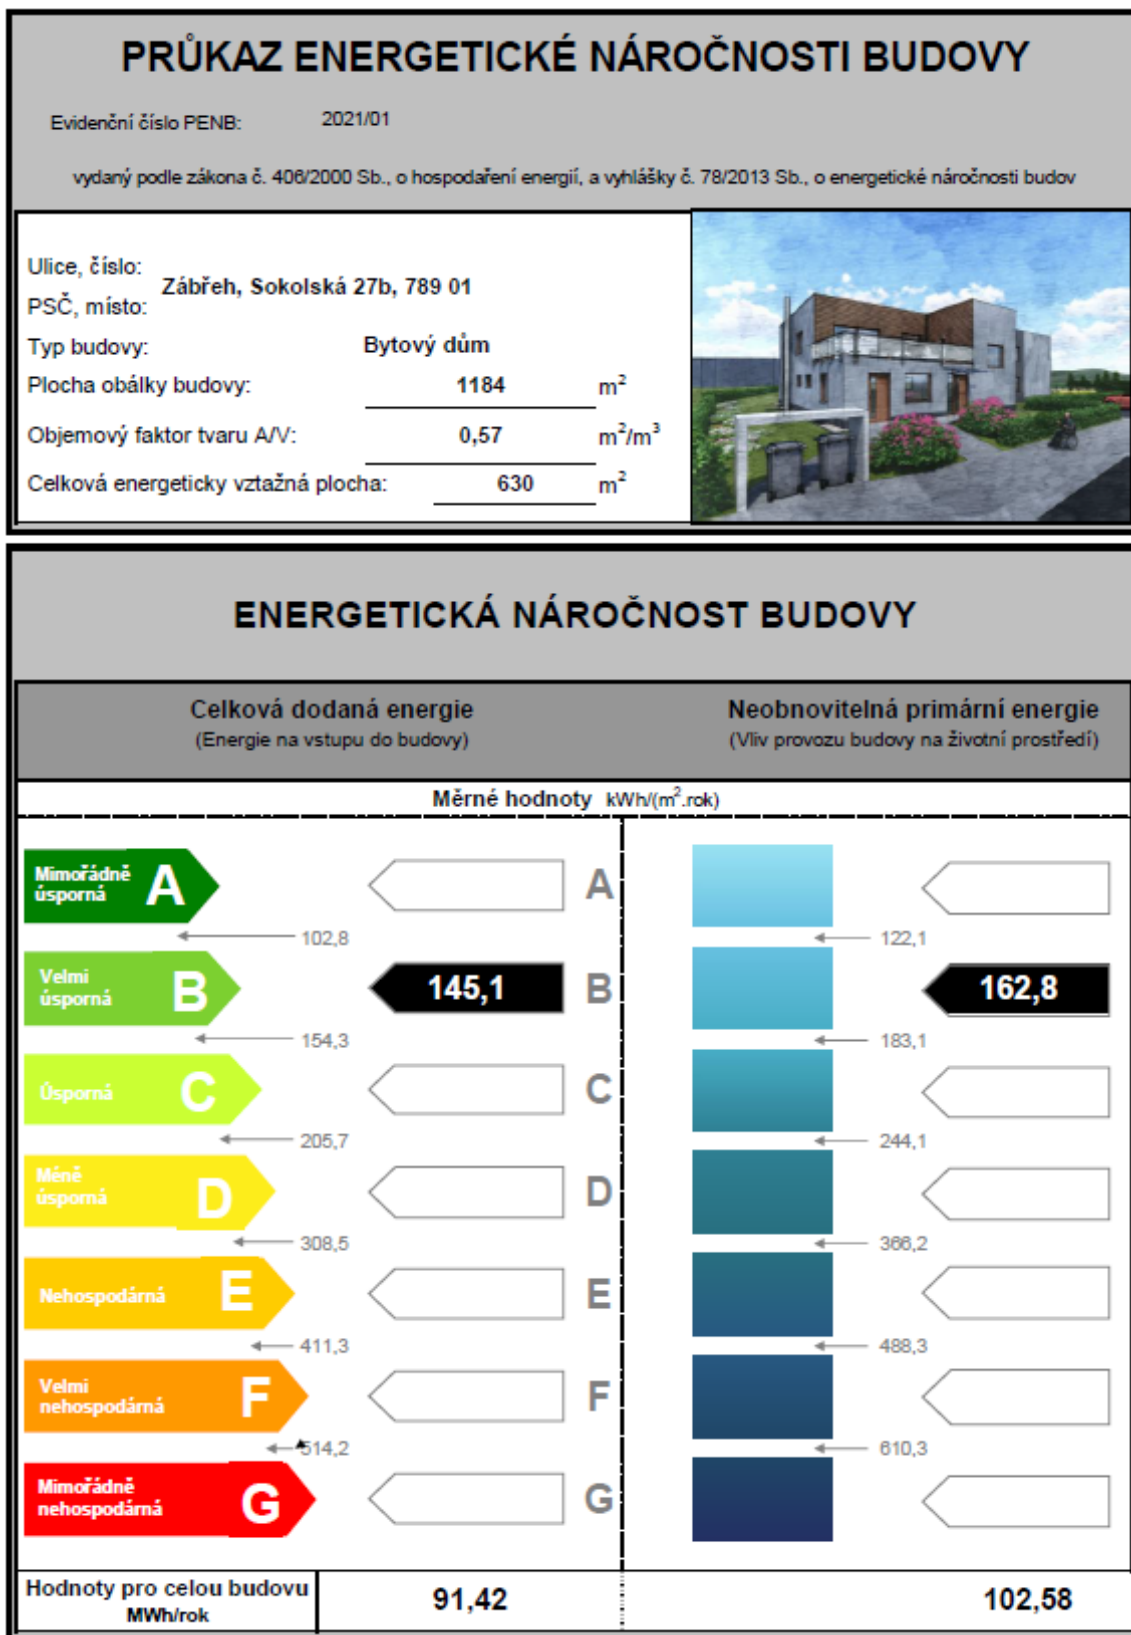 PRŮKAZ ENERGETICKÉ NÁROČNOSTI BUDOVY
Evidenční číslo PENB: 2021/01
vydaný podle zákona č. 406/2000 Sb., o hospodaření energií, a vyhlášky č. 78/2013 Sb., o energetické náročnosti budov
Ulice, číslo:
Zábřeh, Sokolská 27b, 789 01
PSČ, místo:
Typ budovy: Bytový dům
Plocha obálky budovy: 1184 m²
Objemový faktor tvaru A/V: 0,57 m²/m³
Celková energeticky vztažná plocha: 630 m²
ENERGETICKÁ NÁROČNOST BUDOVY
Celková dodaná energie Neobnovitelná primární energie
(Energie na vstupu do budovy) (Vliv provozu budovy na životní prostředí)
Měrné hodnoty kWh/(m².rok)
Mimořádně úsporná A A
102,8 122,1
Velmi úsporná B 145,1 B 162,8
154,3 183,1
Úsporná C C
205,7 244,1
Méně úsporná D D
308,5 366,2
Nehospodárná E E
411,3 488,3
Velmi nehospodárná F F
514,2 610,3
Mimořádně nehospodárná G G
Hodnoty pro celou budovu
MWh/rok 91,42 102,58